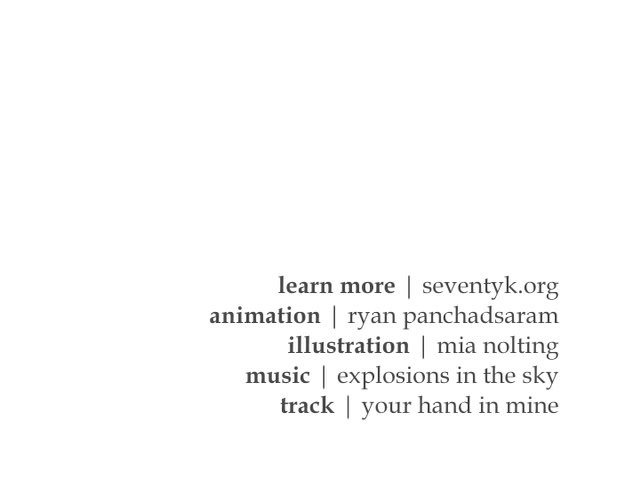 learn more | seventyk.org
animation | ryan panchadsaram
illustration | mia nolting
music | explosions in the sky
track | your hand in mine